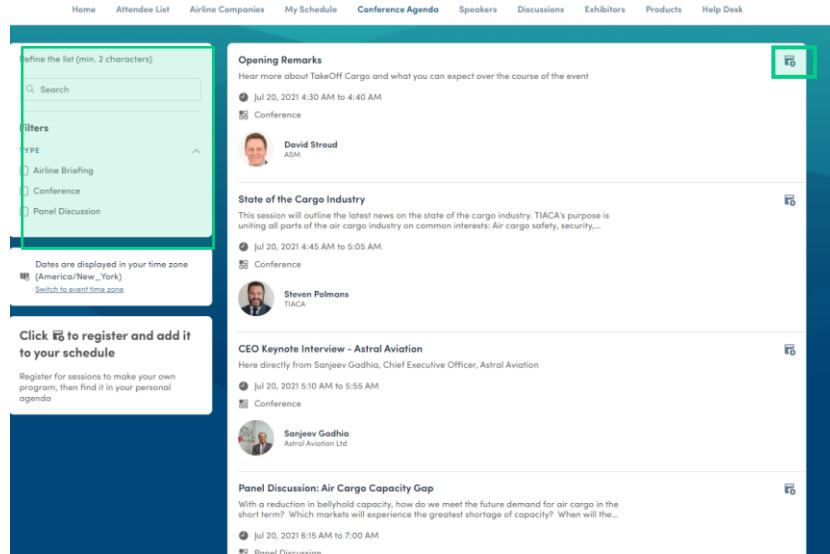 Home Attendee List Airline Companies My Schedule Conference Agenda Speakers Discussions Exhibitors Products Help Desk
Refine the list (min. 2 characters)
Search
Filters
TYPE
Airline Briefing
Conference
Panel Discussion
Dates are displayed in your time zone
(America/New_York)
Switch to event time zone
Click to register and add it
to your schedule
Register for sessions to make your own
program, then find it in your personal
agenda
Opening Remarks
Hear more about TakeOff Cargo and what you can expect over the course of the event
Jul 20, 2021 4:30 AM to 4:40 AM
Conference
David Stroud
ASM
State of the Cargo Industry
This session will outline the latest news on the state of the cargo industry. TIACA's purpose is
uniting all parts of the air cargo industry on common interests: Air cargo safety, security,...
Jul 20, 2021 4:45 AM to 5:05 AM
Conference
Steven Polmans
TIACA
CEO Keynote Interview - Astral Aviation
Here directly from Sanjeev Gadhia, Chief Executive Officer, Astral Aviation
Jul 20, 2021 5:10 AM to 5:55 AM
Conference
Sanjeev Gadhia
Astral Aviation Ltd
Panel Discussion: Air Cargo Capacity Gap
With a reduction in bellyhold capacity, how do we meet the future demand for air cargo in the
short term? Which markets will experience the greatest shortage of capacity? When will the...
Jul 20, 2021 6:15 AM to 7:00 AM
Panel Discussion